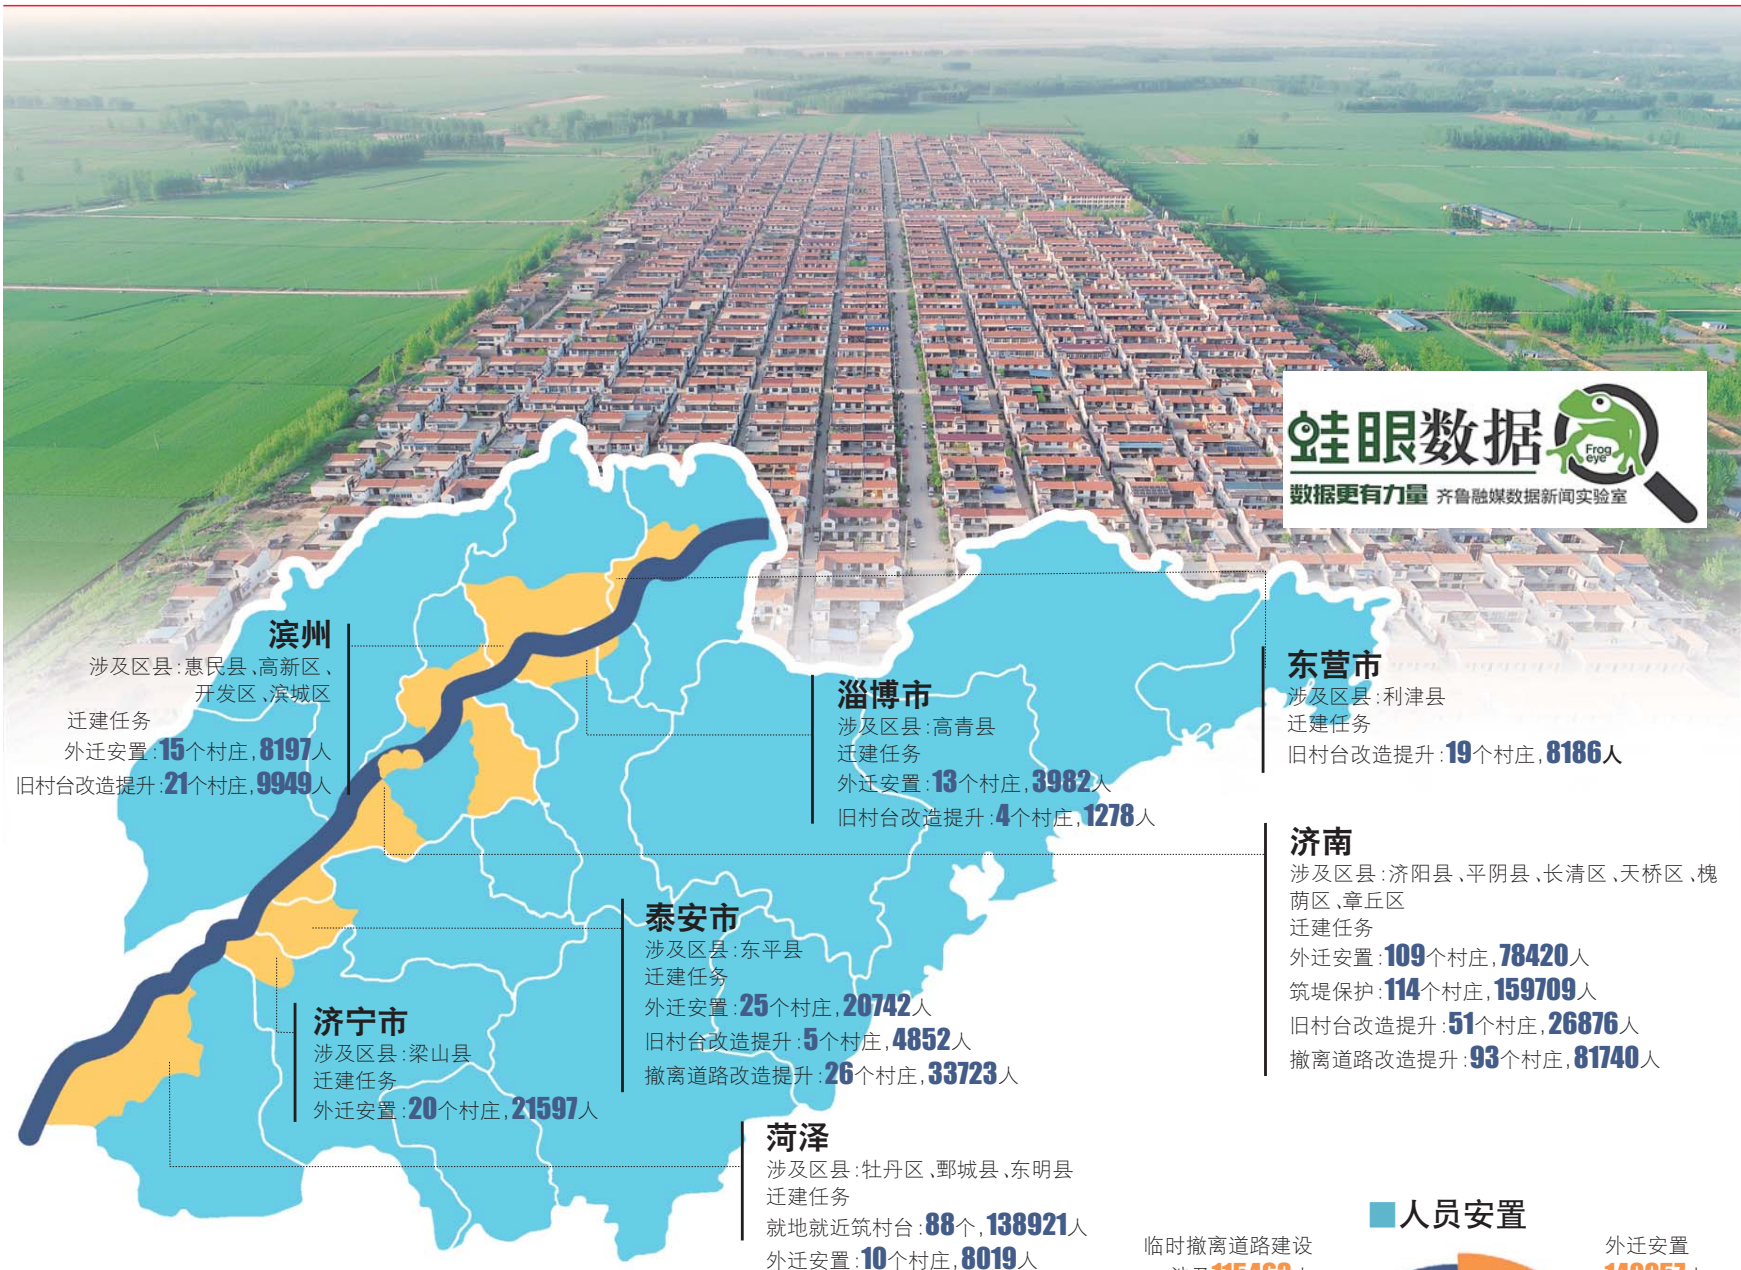 蛙眼数据
Frog
eye
数据更有力量 齐鲁融媒数据新闻实验室
滨州
涉及区县:惠民县、高新区、
开发区、滨城区
迁建任务
外迁安置:15个村庄,8197人
旧村台改造提升:21个村庄,9949人
淄博市
涉及区县:高青县
迁建任务
外迁安置:13个村庄,3982人
旧村台改造提升:4个村庄,1278人
东营市
涉及区县:利津县
迁建任务
旧村台改造提升:19个村庄,8186人
济南
涉及区县:济阳县、平阴县、长清区、天桥区、槐
荫区、章丘区
迁建任务
外迁安置:109个村庄,78420人
筑堤保护:114个村庄,159709人
旧村台改造提升:51个村庄,26876人
撤离道路改造提升:93个村庄,81740人
泰安市
涉及区县:东平县
迁建任务
外迁安置:25个村庄,20742人
旧村台改造提升:5个村庄,4852人
撤离道路改造提升:26个村庄,33723人
济宁市
涉及区县:梁山县
迁建任务
外迁安置:20个村庄,21597人
菏泽
涉及区县:牡丹区、鄄城县、东明县
迁建任务
就地就近筑村台:88个,138921人
外迁安置:10个村庄,8019人
■人员安置
临时撤离道路建设
外迁安置